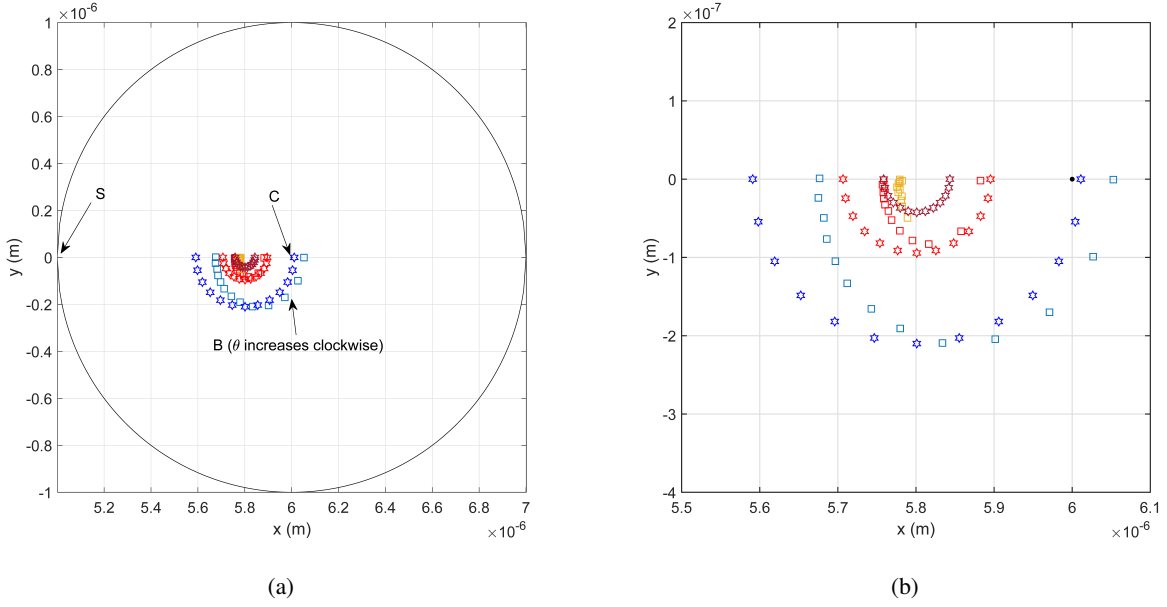 ×10⁻⁶
1
0.8
0.6
0.4
0.2
0
-0.2
-0.4
-0.6
-0.8
-1
y (m)
S
C
B (θ increases clockwise)
5.2 5.4 5.6 5.8 6 6.2 6.4 6.6 6.8 7
x (m)
×10⁻⁶
(a)
×10⁻⁷
2
1
0
-1
-2
-3
-4
y (m)
5.5 5.6 5.7 5.8 5.9 6 6.1
x (m)
×10⁻⁶
(b)